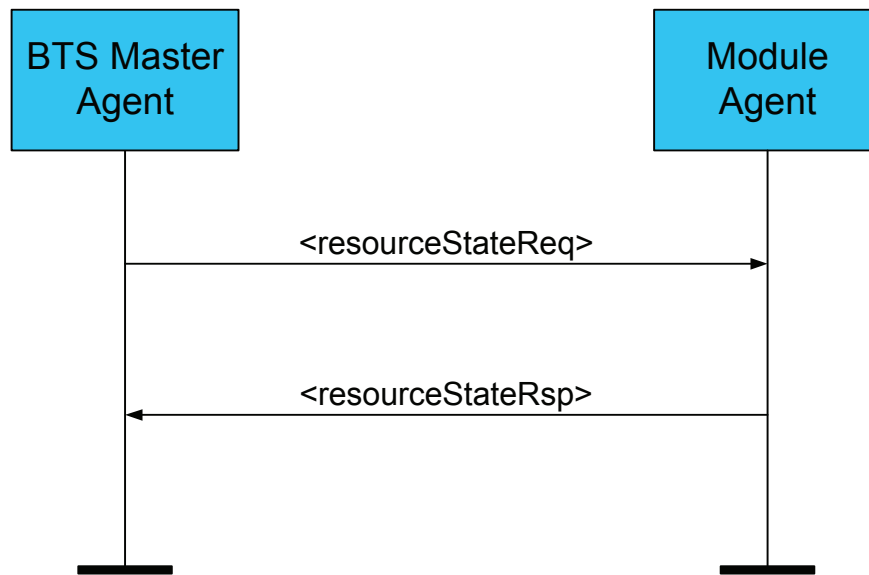 BTS Master
Agent
Module
Agent
<resourceStateReq>
<resourceStateRsp>